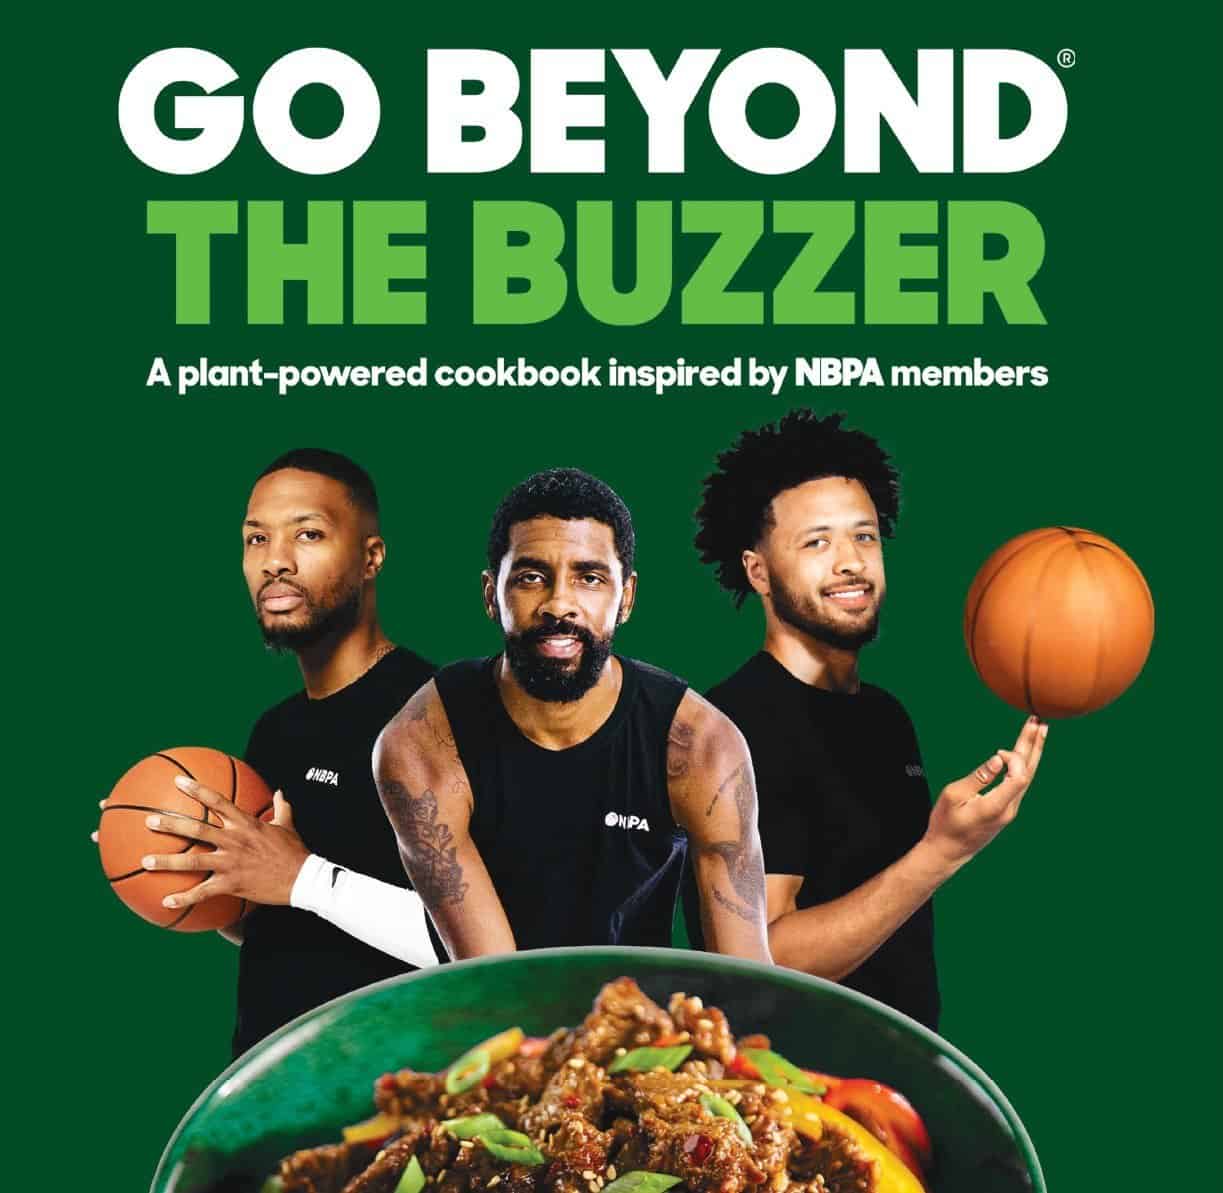 GO BEYOND®
THE BUZZER
A plant-powered cookbook inspired by NBPA members
NBPA
NBPA